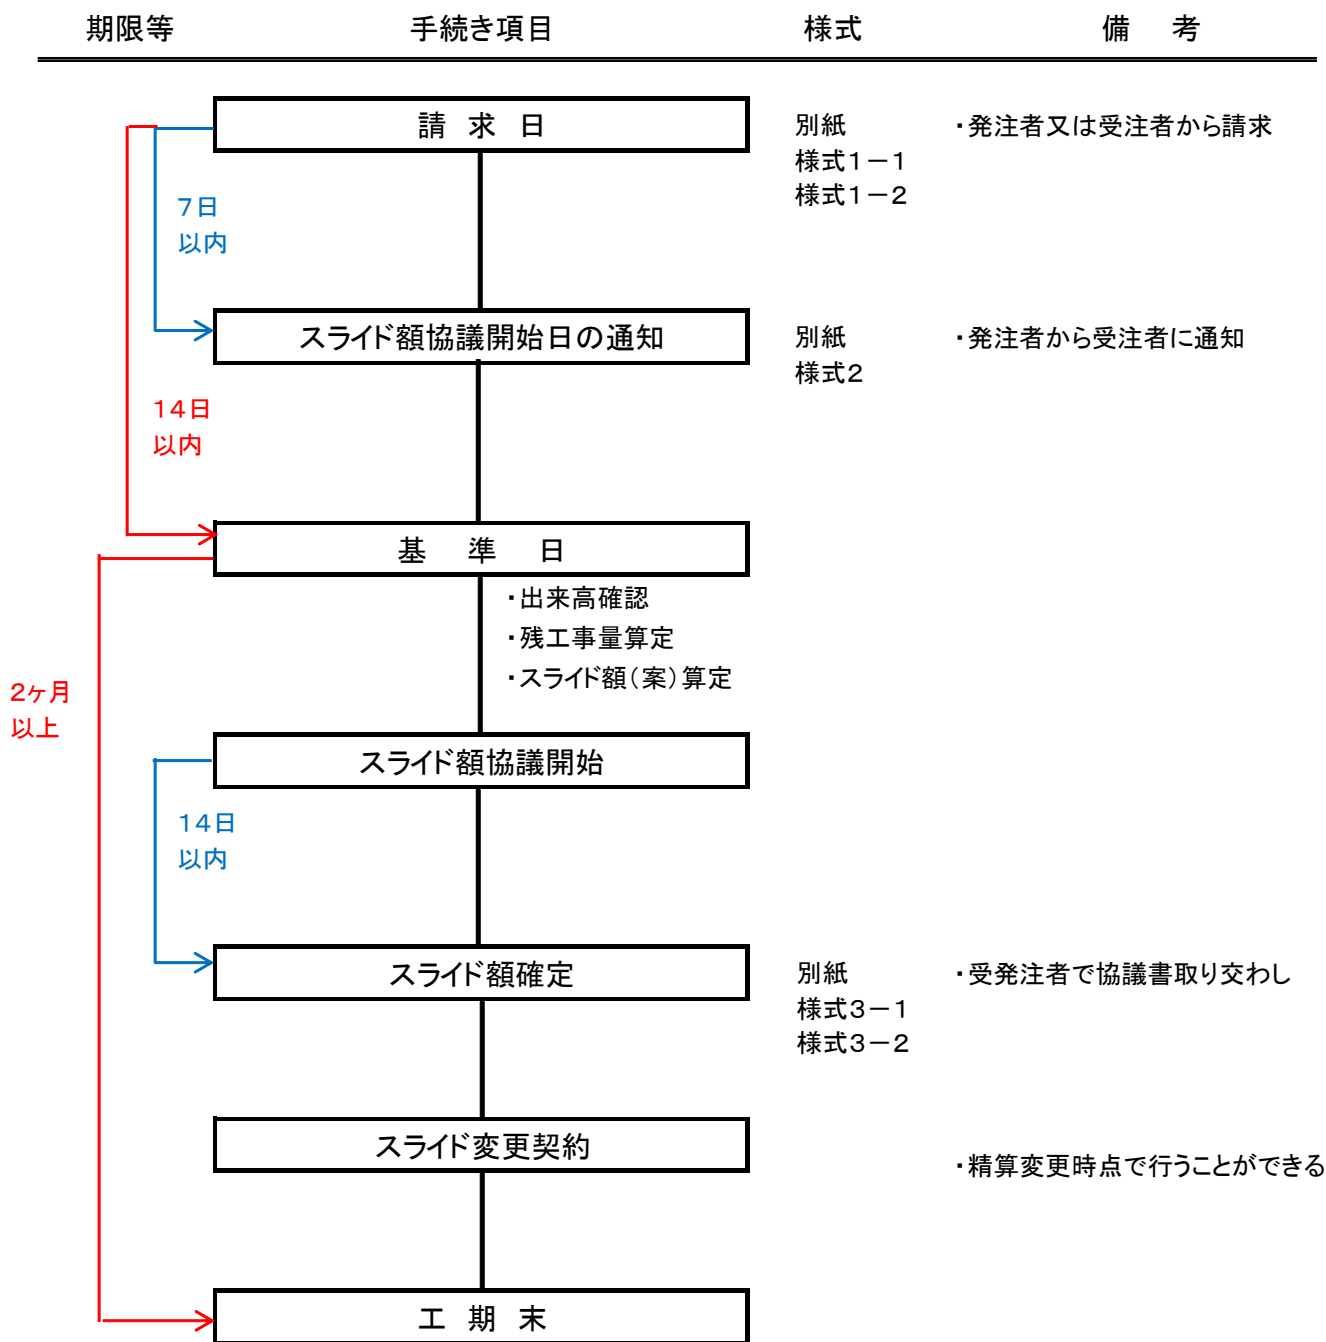 期限等 手続き項目 様式 備 考
請 求 日 別紙 ・発注者又は受注者から請求
様式1－1
様式1－2
7日
以内
スライド額協議開始日の通知 別紙 ・発注者から受注者に通知
様式2
14日
以内
基 準 日
・出来高確認
・残工事量算定
・スライド額（案）算定
2ヶ月
以上
スライド額協議開始
14日
以内
スライド額確定 別紙 ・受発注者で協議書取り交わし
様式3－1
様式3－2
スライド変更契約
・精算変更時点で行うことができる
工 期 末